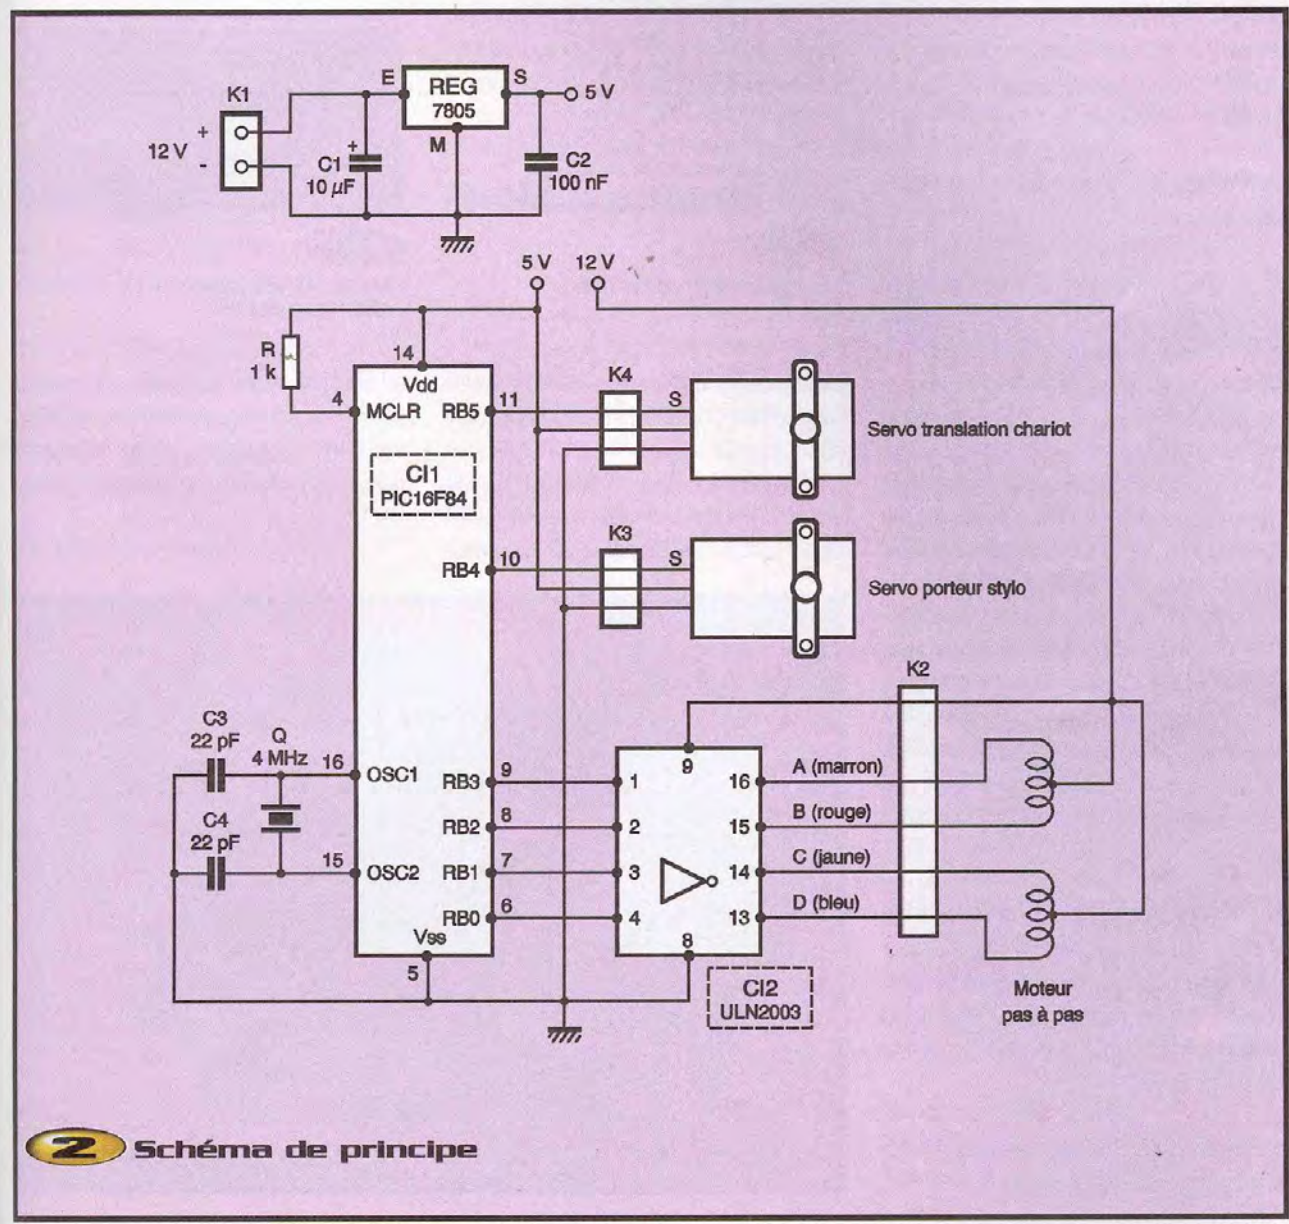 E
REG
7805
S
5 V
K1
+
12 V
-
M
+
C1
10 µF
C2
100 nF
5 V
12 V
R
1 k
14
Vdd
K4
4
MCLR
RB5
11
S
Servo translation chariot
CI1
PIC16F84
K3
RB4
10
S
Servo porteur stylo
K2
C3
22 pF
Q
4 MHz
16
OSC1
RB3
9
1
9
16
A (marron)
C4
22 pF
RB2
8
2
15
B (rouge)
15
OSC2
RB1
7
3
14
C (jaune)
RB0
6
4
13
D (bleu)
Vss
5
8
CI2
ULN2003
Moteur
pas à pas
2 Schéma de principe